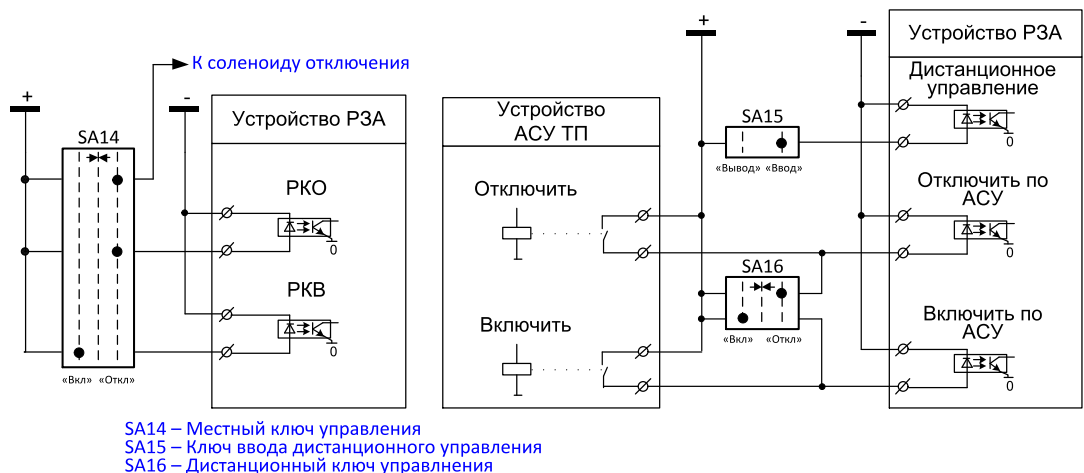 К соленоиду отключения
+
-
SA14
«Вкл» «Откл»
Устройство РЗА
РКО
0
РКВ
0
Устройство
АСУ ТП
Отключить
Включить
+
-
SA15
«Вывод» «Ввод»
SA16
«Вкл» «Откл»
Устройство РЗА
Дистанционное
управление
0
Отключить по
АСУ
0
Включить по
АСУ
0
SA14 – Местный ключ управления
SA15 – Ключ ввода дистанционного управления
SA16 – Дистанционный ключ управлнения